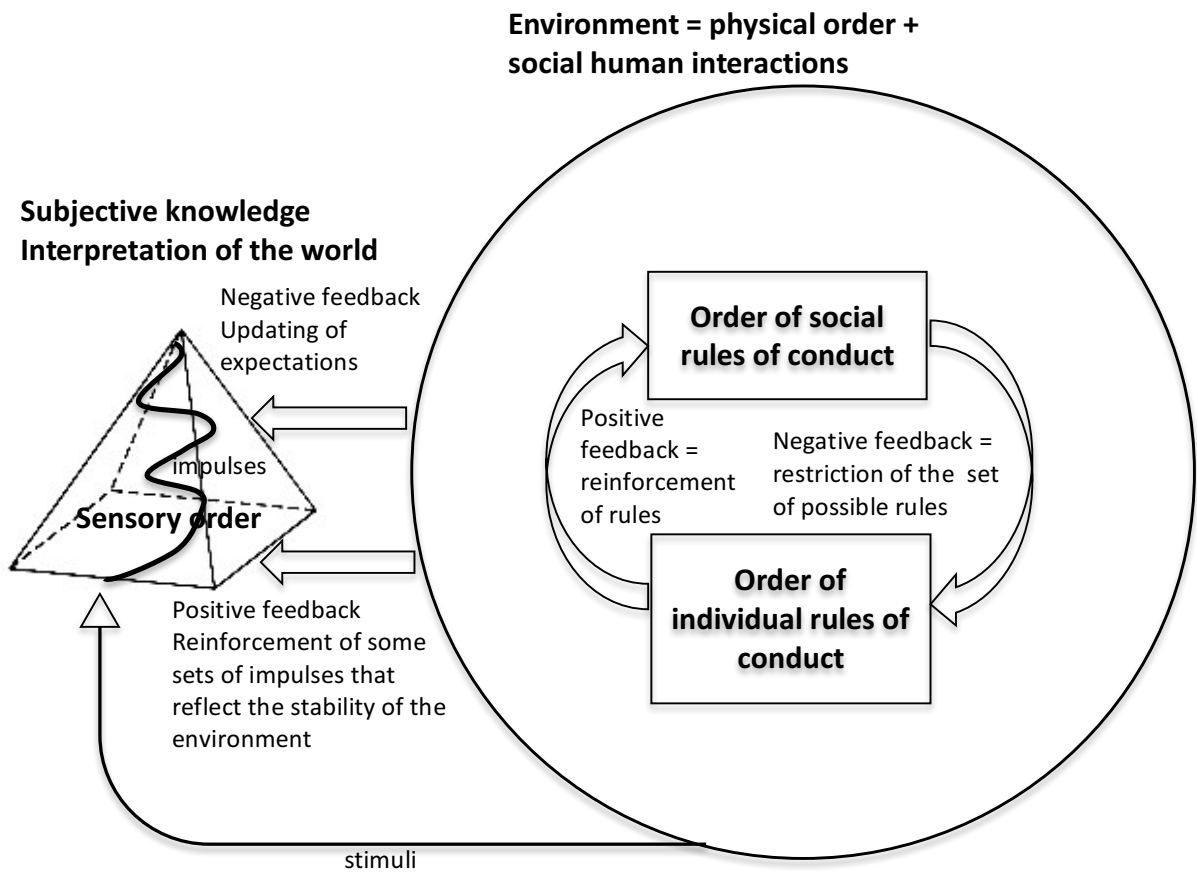 Environment = physical order +
social human interactions
Subjective knowledge
Interpretation of the world
Negative feedback
Updating of
expectations
impulses
Sensory order
Positive feedback
Reinforcement of some
sets of impulses that
reflect the stability of the
environment
stimuli
Order of social
rules of conduct
Positive
feedback =
reinforcement
of rules
Negative feedback =
restriction of the set
of possible rules
Order of
individual rules of
conduct